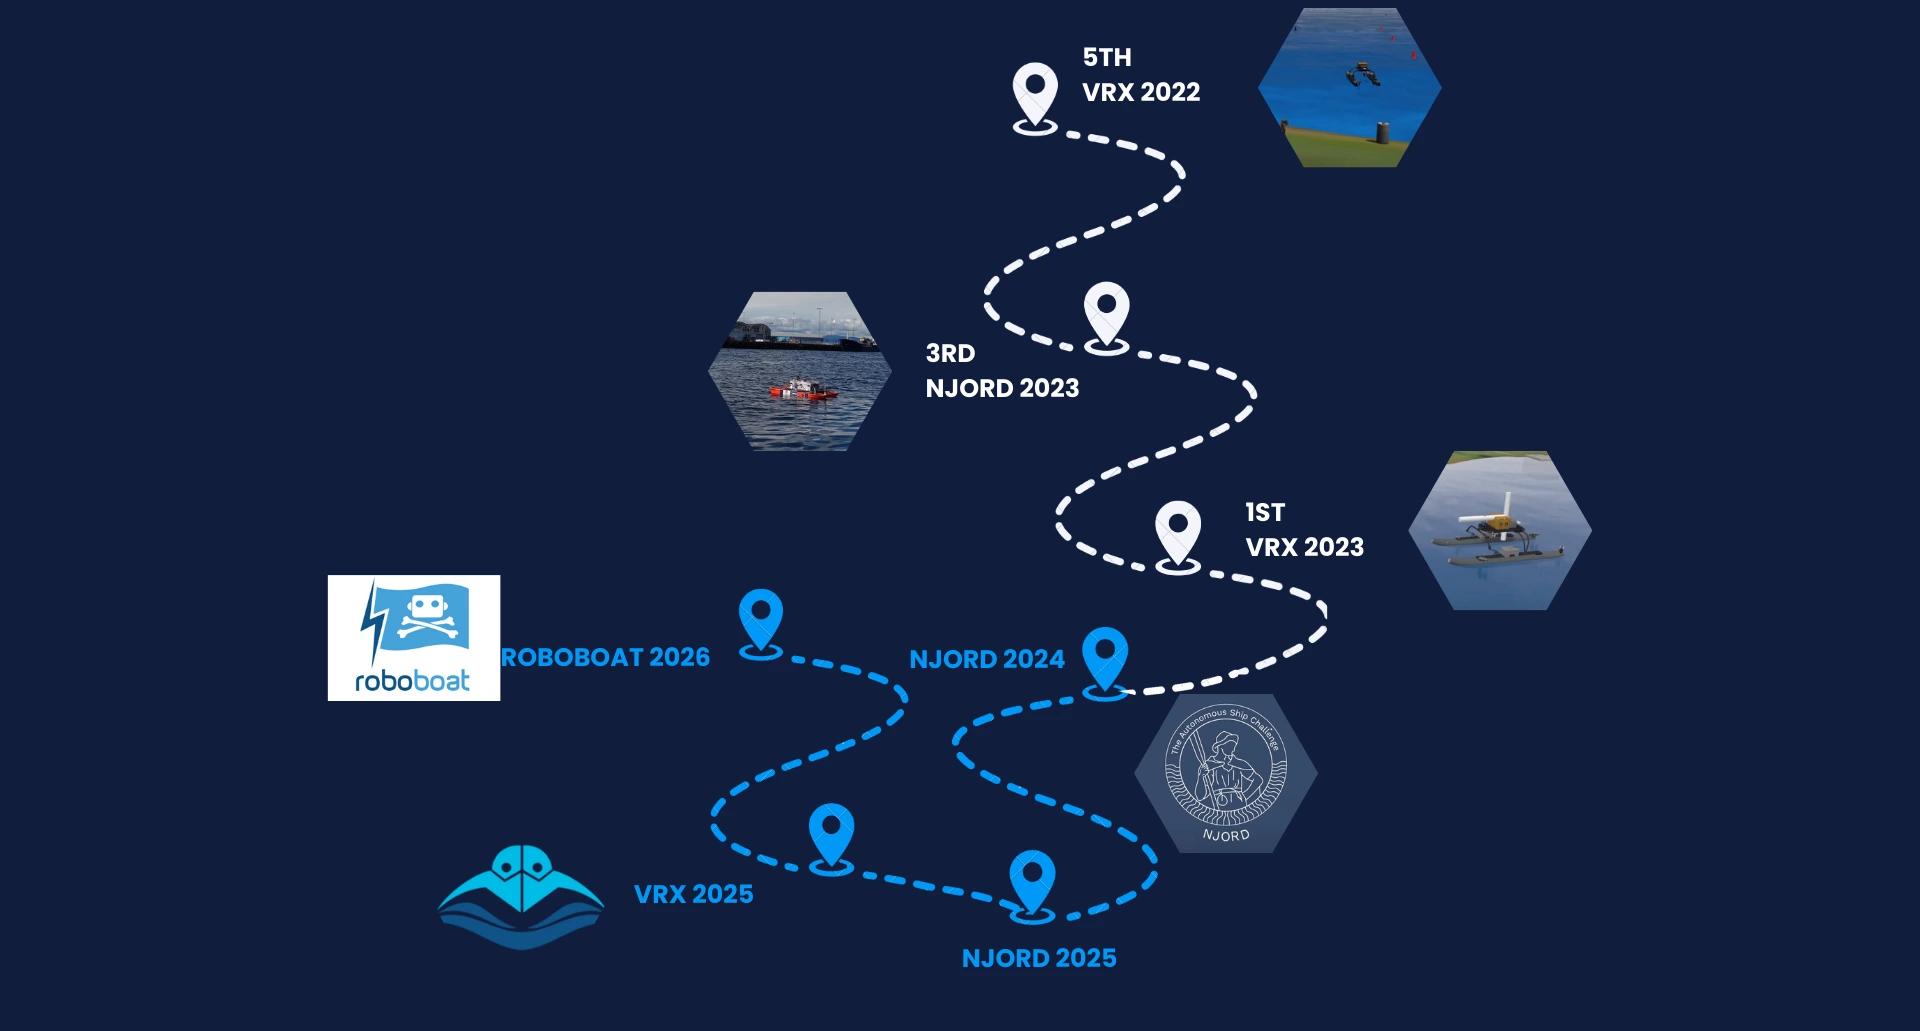 5TH
VRX 2022
3RD
NJORD 2023
1ST
VRX 2023
roboboat
ROBOBOAT 2026
NJORD 2024
The Autonomous Ship Challenge
NJORD
VRX 2025
NJORD 2025